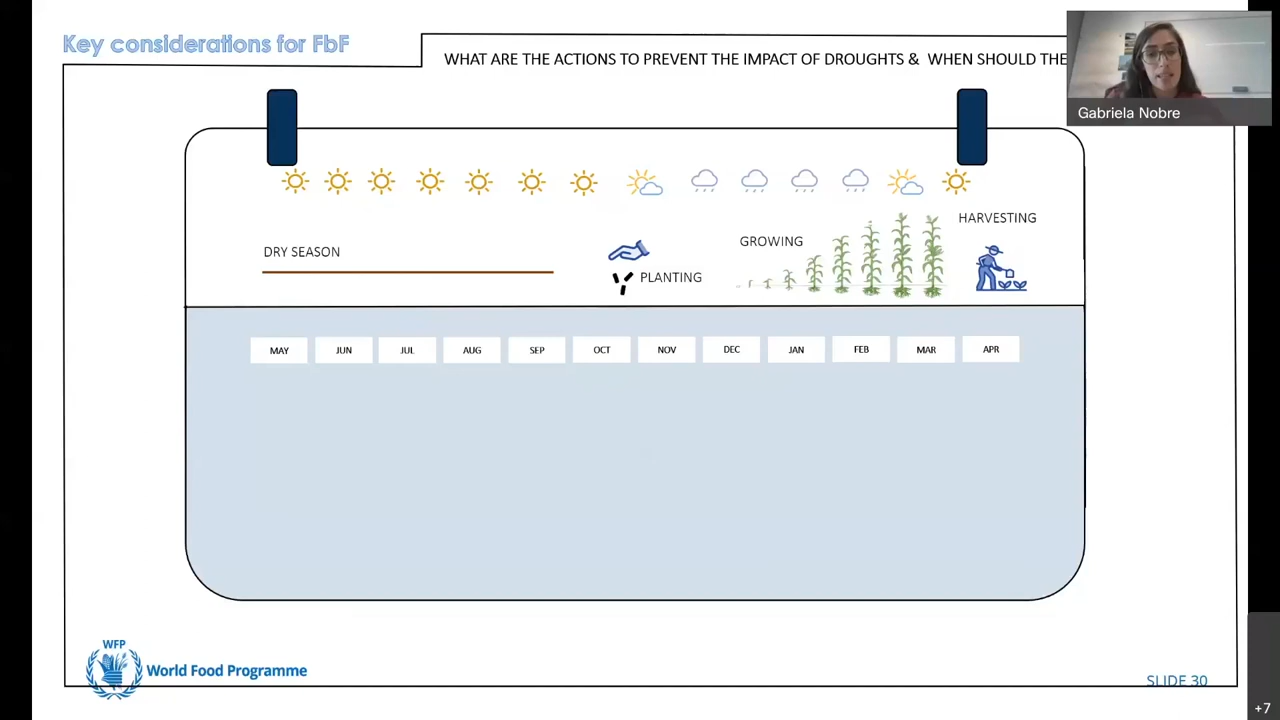 Key considerations for FbF
WHAT ARE THE ACTIONS TO PREVENT THE IMPACT OF DROUGHTS & WHEN SHOULD THE
Gabriela Nobre
HARVESTING
GROWING
DRY SEASON
PLANTING
MAY JUN JUL AUG SEP OCT NOV DEC JAN FEB MAR APR
WFP
World Food Programme
SLIDE 30
+7